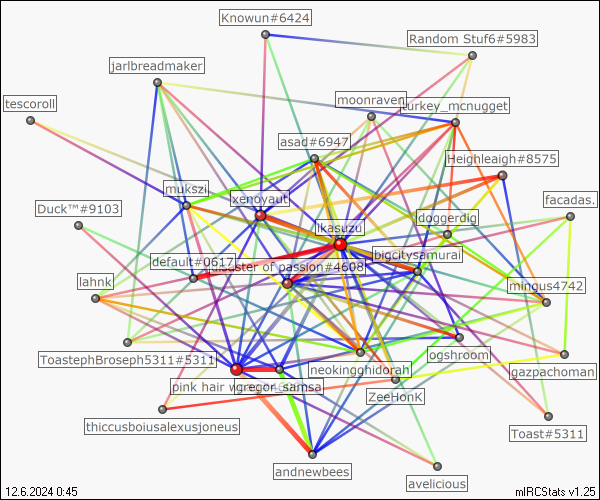 Knowun#6424
Random Stuf6#5983
jarlbreadmaker
tescoroll
moonraven
turkey_mcnugget
asad#6947
Heighleaigh#8575
mukszi
xenovaut
facadas.
Duck™#9103
ikasuzu
doggerdig
bigcitysamurai
default#0617
master of passion#4608
lahnk
mingus4742
ToastephBroseph5311#5311
ogshroom
neokingghidorah
gazpachoman
pink hair w
gregor_samsa
ZeeHonK
thiccusboiusalexusjoneus
Toast#5311
andnewbees
avelicious
12.6.2024 0:45
mIRCStats v1.25